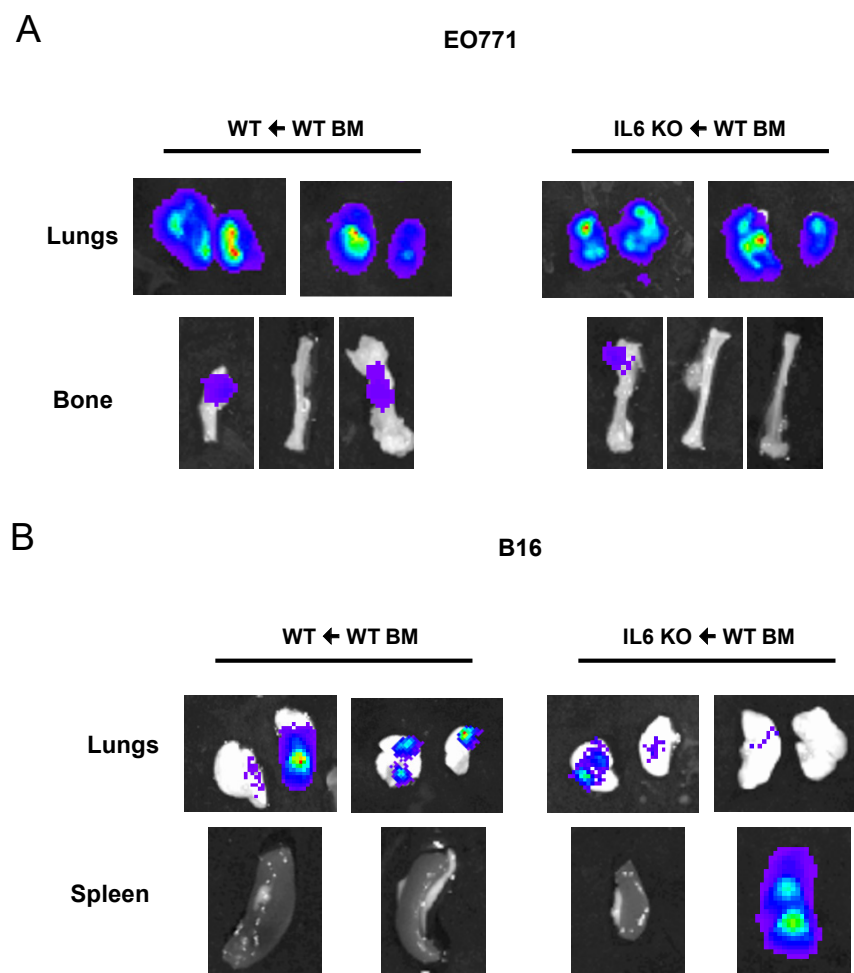 A
EO771
WT ← WT BM
IL6 KO ← WT BM
Lungs
Bone
B
B16
WT ← WT BM
IL6 KO ← WT BM
Lungs
Spleen